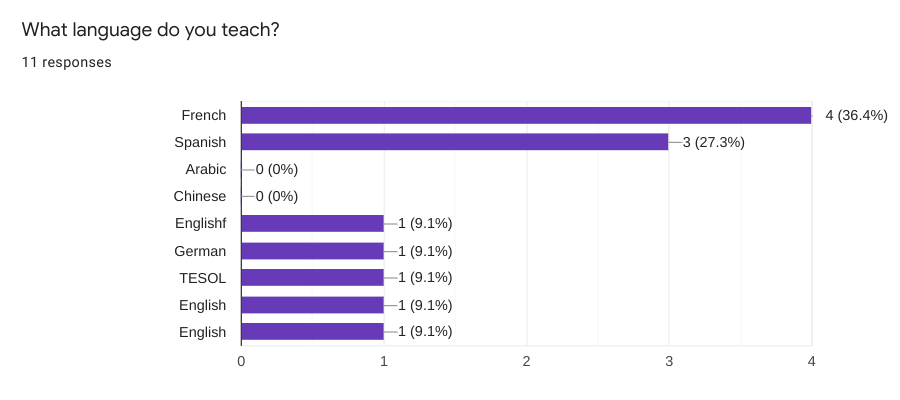 What language do you teach?
11 responses
French 4 (36.4%)
Spanish 3 (27.3%)
Arabic 0 (0%)
Chinese 0 (0%)
Englishf 1 (9.1%)
German 1 (9.1%)
TESOL 1 (9.1%)
English 1 (9.1%)
English 1 (9.1%)
0 1 2 3 4